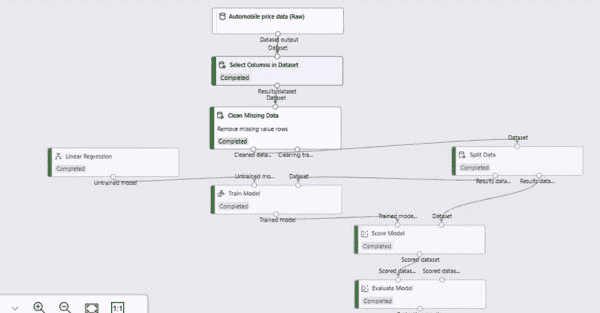 Automobile price data (Raw)
Dataset output
Dataset
Select Columns in Dataset
Completed
Results dataset
Dataset
Clean Missing Data
Remove missing value rows
Completed
Cleaned data...
Cleaning tra...
Dataset
Linear Regression
Completed
Untrained model
Split Data
Completed
Results data...
Results data...
Untrained mo...
Dataset
Train Model
Completed
Trained model
Trained mode...
Dataset
Score Model
Completed
Scored dataset
Scored datas...
Scored datas...
Evaluate Model
Completed
1:1